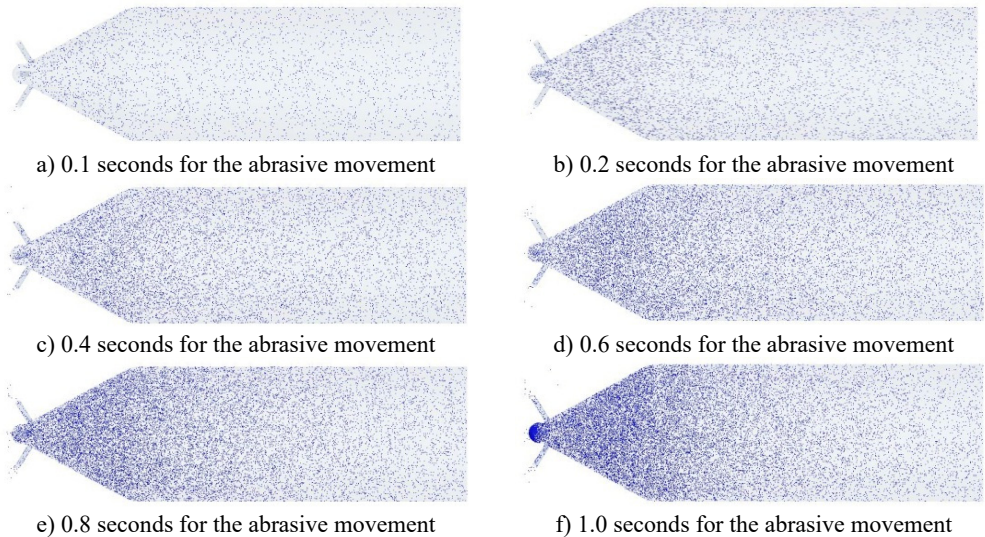 a) 0.1 seconds for the abrasive movement
b) 0.2 seconds for the abrasive movement
c) 0.4 seconds for the abrasive movement
d) 0.6 seconds for the abrasive movement
e) 0.8 seconds for the abrasive movement
f) 1.0 seconds for the abrasive movement